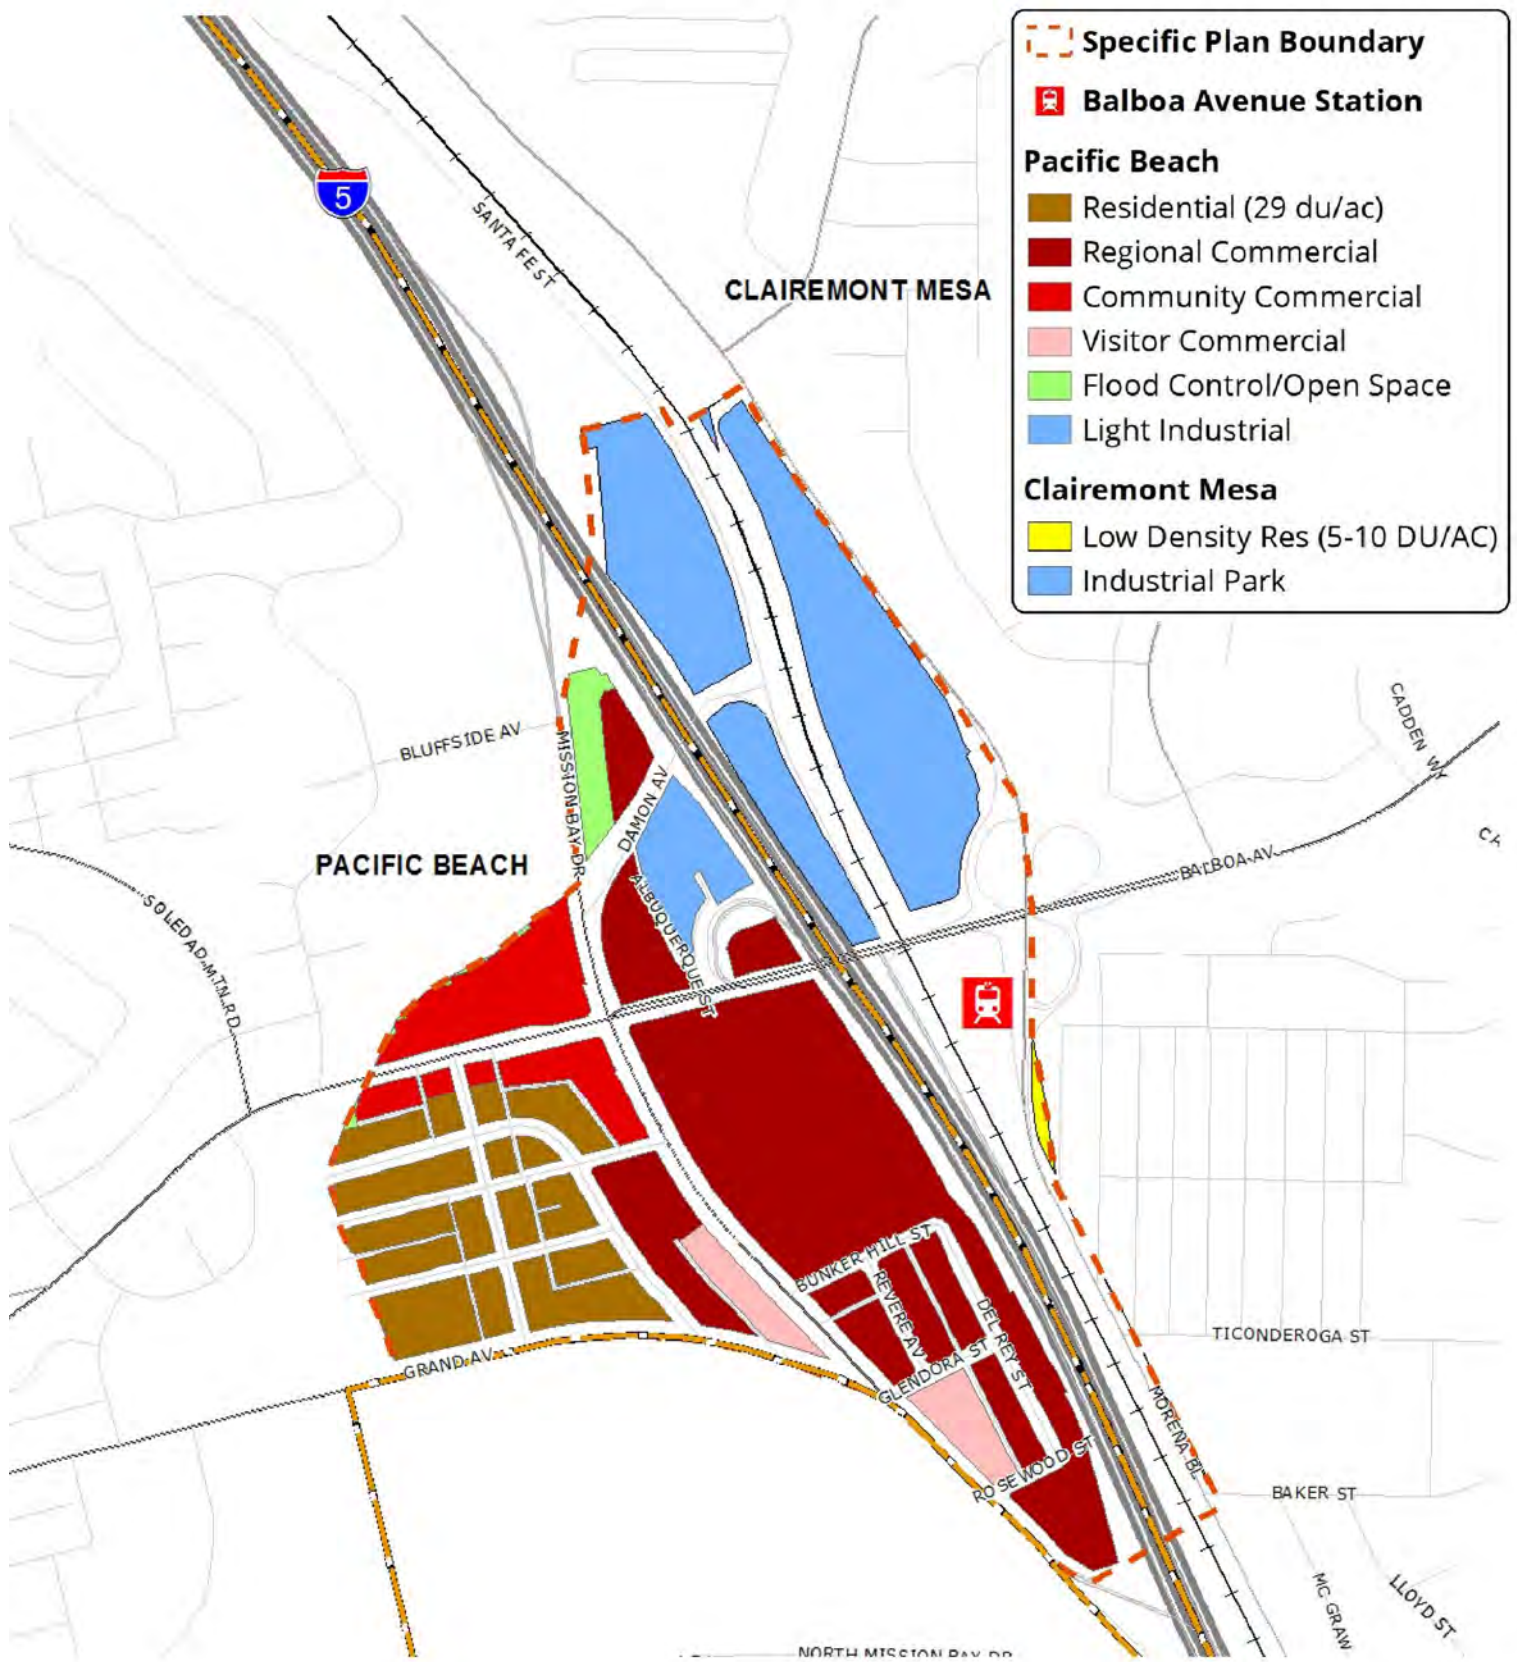 Specific Plan Boundary
Balboa Avenue Station
Pacific Beach
Residential (29 du/ac)
Regional Commercial
Community Commercial
Visitor Commercial
Flood Control/Open Space
Light Industrial
Clairemont Mesa
Low Density Res (5-10 DU/AC)
Industrial Park
5
SANTA FE ST
CLAIREMONT MESA
CADDEN WY
BLUFFSIDE AV
MISSION BAY DR
DAMON AV
PACIFIC BEACH
ALBUQUERQUE ST
BALBOA AV
CA
SOLEDAD MTN RD
BUNKER HILL ST
REVERE AV
DEL REY ST
GLENDORA ST
TICONDEROGA ST
GRAND AV
MORENA BL
ROSEWOOD ST
BAKER ST
MC GRAW
LLOYD ST
NORTH MISSION BAY DR